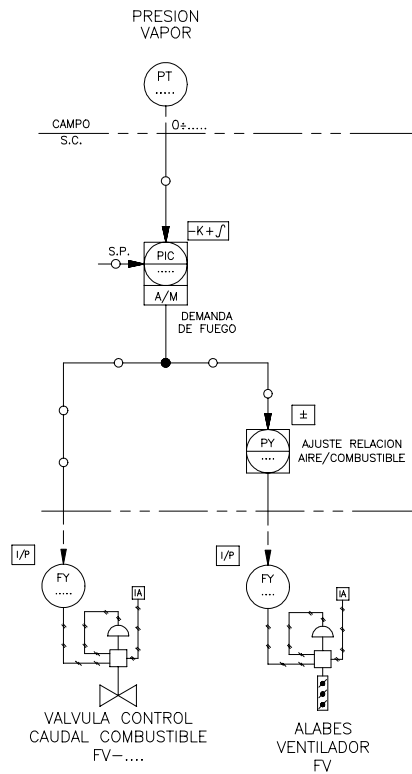 PRESION
VAPOR
PT
.....
CAMPO
S.C.
0÷.....
-K+∫
S.P.
PIC
.....
A/M
DEMANDA
DE FUEGO
±
PY
....
AJUSTE RELACION
AIRE/COMBUSTIBLE
I/P
FY
.....
IA
I/P
FY
....
IA
VALVULA CONTROL
CAUDAL COMBUSTIBLE
FV-....
ALABES
VENTILADOR
FV